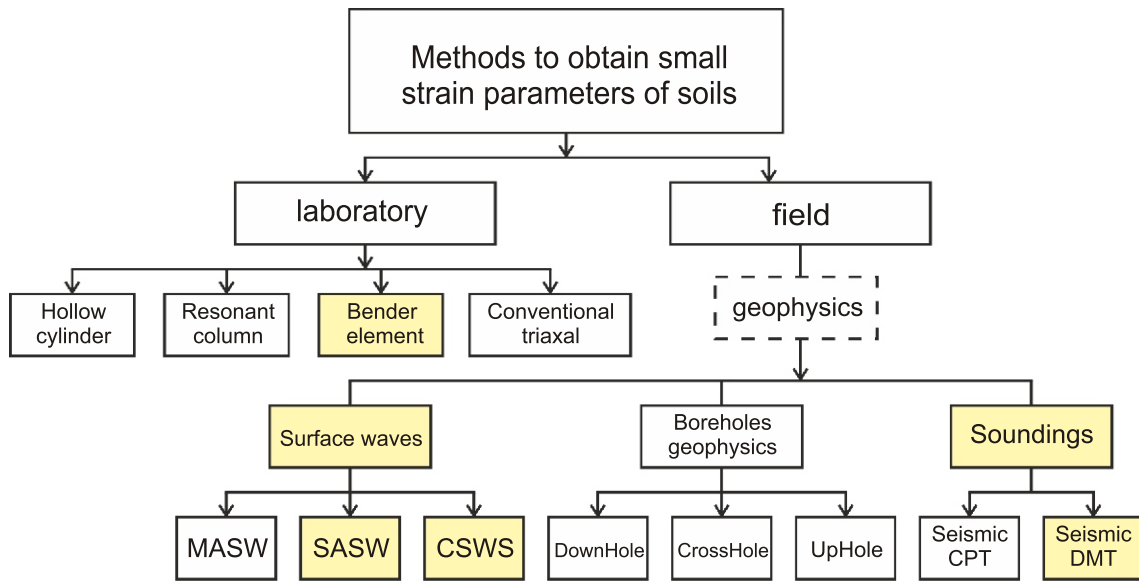 Methods to obtain small
strain parameters of soils
laboratory
field
Hollow
cylinder
Resonant
column
Bender
element
Conventional
triaxal
geophysics
Surface waves
Boreholes
geophysics
Soundings
MASW
SASW
CSWS
DownHole
CrossHole
UpHole
Seismic
CPT
Seismic
DMT